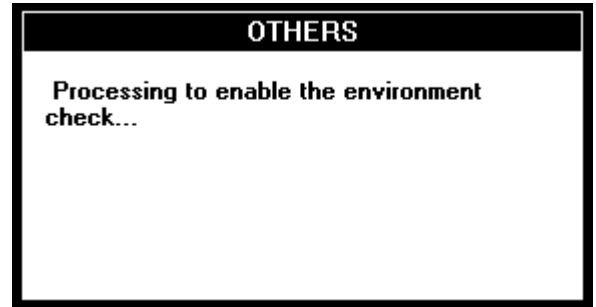 OTHERS
Processing to enable the environment
check...